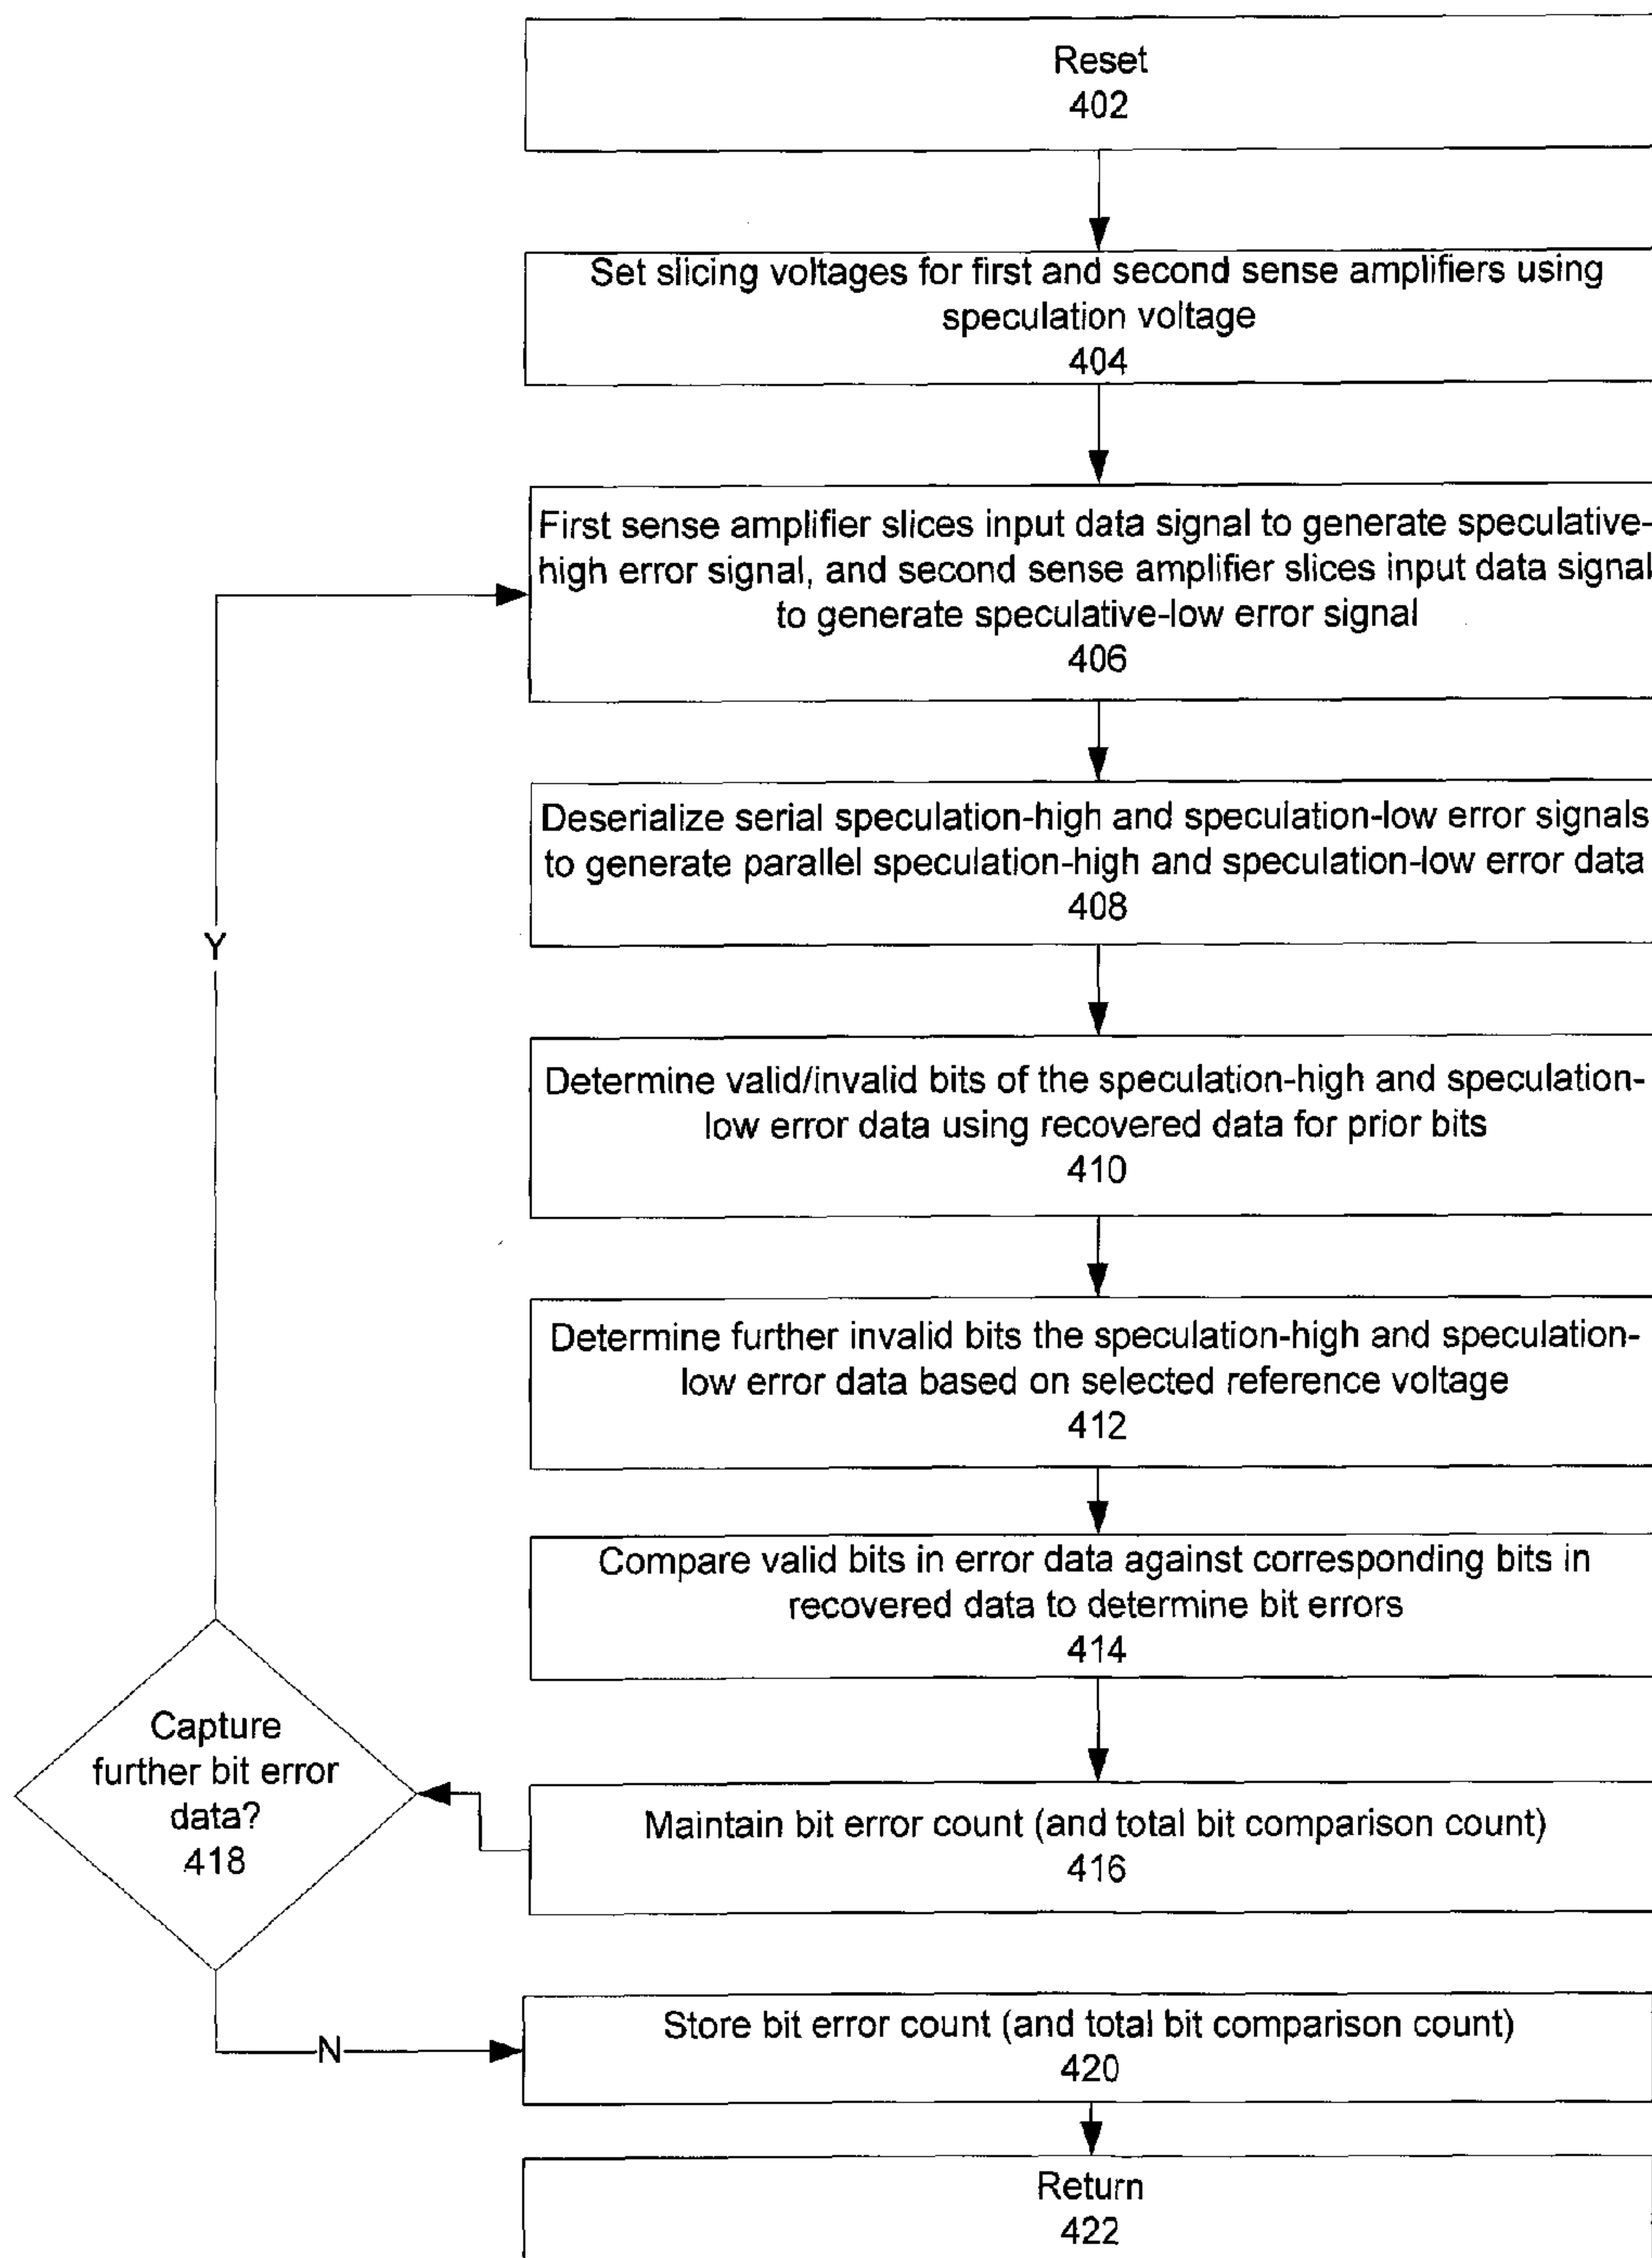 Reset
402
Set slicing voltages for first and second sense amplifiers using
speculation voltage
404
First sense amplifier slices input data signal to generate speculative-
high error signal, and second sense amplifier slices input data signal
to generate speculative-low error signal
406
Deserialize serial speculation-high and speculation-low error signals
to generate parallel speculation-high and speculation-low error data
408
Y
Determine valid/invalid bits of the speculation-high and speculation-
low error data using recovered data for prior bits
410
Determine further invalid bits the speculation-high and speculation-
low error data based on selected reference voltage
412
Compare valid bits in error data against corresponding bits in
recovered data to determine bit errors
414
Capture
further bit error
data?
418
Maintain bit error count (and total bit comparison count)
416
N
Store bit error count (and total bit comparison count)
420
Return
422